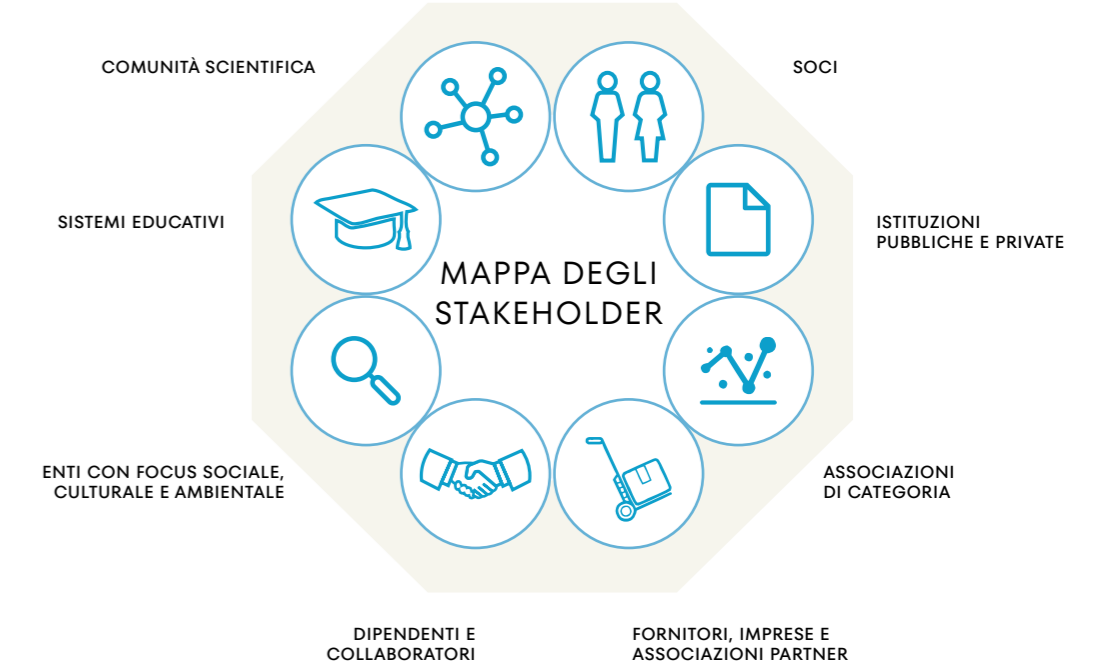 COMUNITÀ SCIENTIFICA
SOCI
SISTEMI EDUCATIVI
ISTITUZIONI
PUBBLICHE E PRIVATE
MAPPA DEGLI
STAKEHOLDER
ENTI CON FOCUS SOCIALE,
CULTURALE E AMBIENTALE
ASSOCIAZIONI
DI CATEGORIA
DIPENDENTI E
COLLABORATORI
FORNITORI, IMPRESE E
ASSOCIAZIONI PARTNER